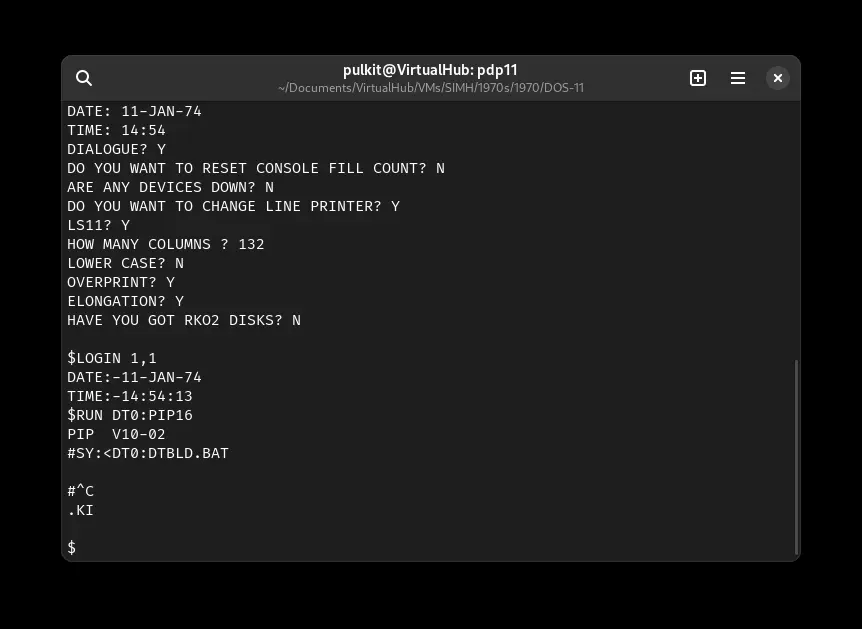 pulkit@VirtualHub: pdp11
~/Documents/VirtualHub/VMs/SIMH/1970s/1970/DOS-11
DATE: 11-JAN-74
TIME: 14:54
DIALOGUE? Y
DO YOU WANT TO RESET CONSOLE FILL COUNT? N
ARE ANY DEVICES DOWN? N
DO YOU WANT TO CHANGE LINE PRINTER? Y
LS11? Y
HOW MANY COLUMNS ? 132
LOWER CASE? N
OVERPRINT? Y
ELONGATION? Y
HAVE YOU GOT RKO2 DISKS? N
$LOGIN 1,1
DATE:-11-JAN-74
TIME:-14:54:13
$RUN DT0:PIP16
PIP  V10-02
#SY:<DT0:DTBLD.BAT
#^C
.KI
$